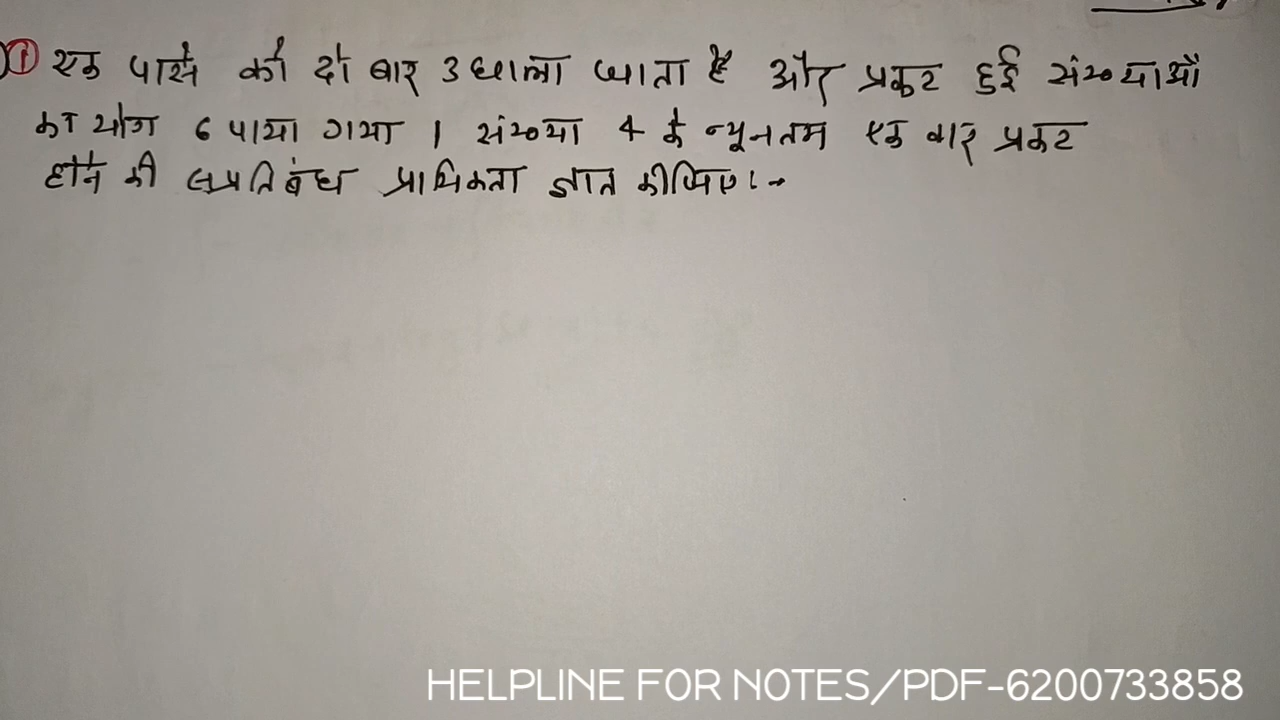 ① एक पासे को दो बार उछाला जाता है और प्रकट हुई संख्याओं
का योग 6 पाया गया । संख्या 4 के न्यूनतम एक बार प्रकट
होने की सप्रतिबंध प्रायिकता ज्ञात कीजिए।→
HELPLINE FOR NOTES/PDF-6200733858